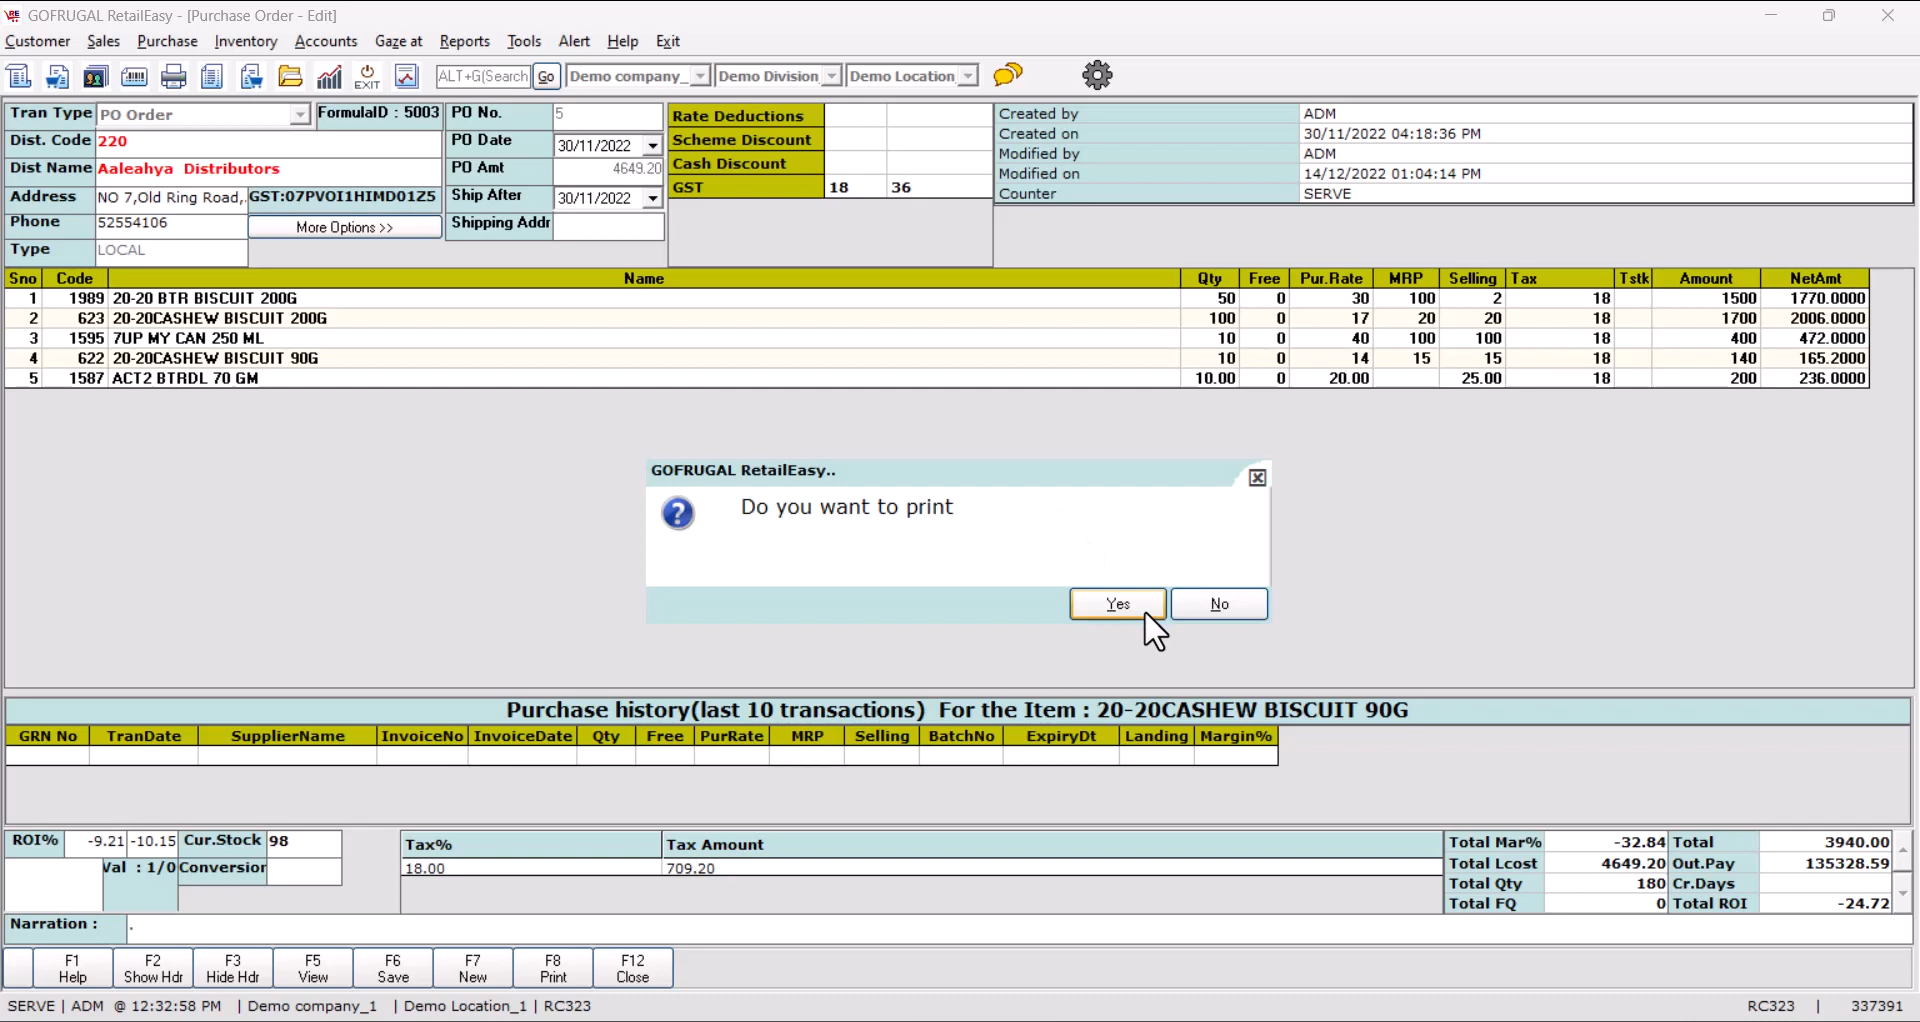 GOFRUGAL RetailEasy - [Purchase Order - Edit]
Customer Sales Purchase Inventory Accounts Gaze at Reports Tools Alert Help Exit
EXIT ALT+G(Search Go Demo company_ Demo Division Demo Location
Tran Type PO Order FormulaID : 5003 PO No. 5 Rate Deductions Created by ADM
Dist. Code 220 PO Date 30/11/2022 Scheme Discount Created on 30/11/2022 04:18:36 PM
Dist Name Aaleahya Distributors PO Amt 4649.20 Cash Discount Modified by ADM
Address NO 7,Old Ring Road,. GST:07PVOI1HIMD01Z5 Ship After 30/11/2022 GST 18 36 Modified on 14/12/2022 01:04:14 PM
Phone 52554106 More Options >> Shipping Addr Counter SERVE
Type LOCAL
Sno Code Name Qty Free Pur.Rate MRP Selling Tax Tstk Amount NetAmt
1 1989 20-20 BTR BISCUIT 200G 50 0 30 100 2 18 1500 1770.0000
2 623 20-20CASHEW BISCUIT 200G 100 0 17 20 20 18 1700 2006.0000
3 1595 7UP MY CAN 250 ML 10 0 40 100 100 18 400 472.0000
4 622 20-20CASHEW BISCUIT 90G 10 0 14 15 15 18 140 165.2000
5 1587 ACT2 BTRDL 70 GM 10.00 0 20.00 25.00 18 200 236.0000
GOFRUGAL RetailEasy..
Do you want to print
Yes No
Purchase history(last 10 transactions) For the Item : 20-20CASHEW BISCUIT 90G
GRN No TranDate SupplierName InvoiceNo InvoiceDate Qty Free PurRate MRP Selling BatchNo ExpiryDt Landing Margin%
ROI% -9.21 -10.15 Cur.Stock 98 Tax% Tax Amount Total Mar% -32.84 Total 3940.00
Val : 1/0 Conversion 18.00 709.20 Total Lcost 4649.20 Out.Pay 135328.59
Total Qty 180 Cr.Days
Total FQ 0 Total ROI -24.72
Narration : .
F1 F2 F3 F5 F6 F7 F8 F12
Help Show Hdr Hide Hdr View Save New Print Close
SERVE | ADM @ 12:32:58 PM | Demo company_1 | Demo Location_1 | RC323 RC323 | 337391